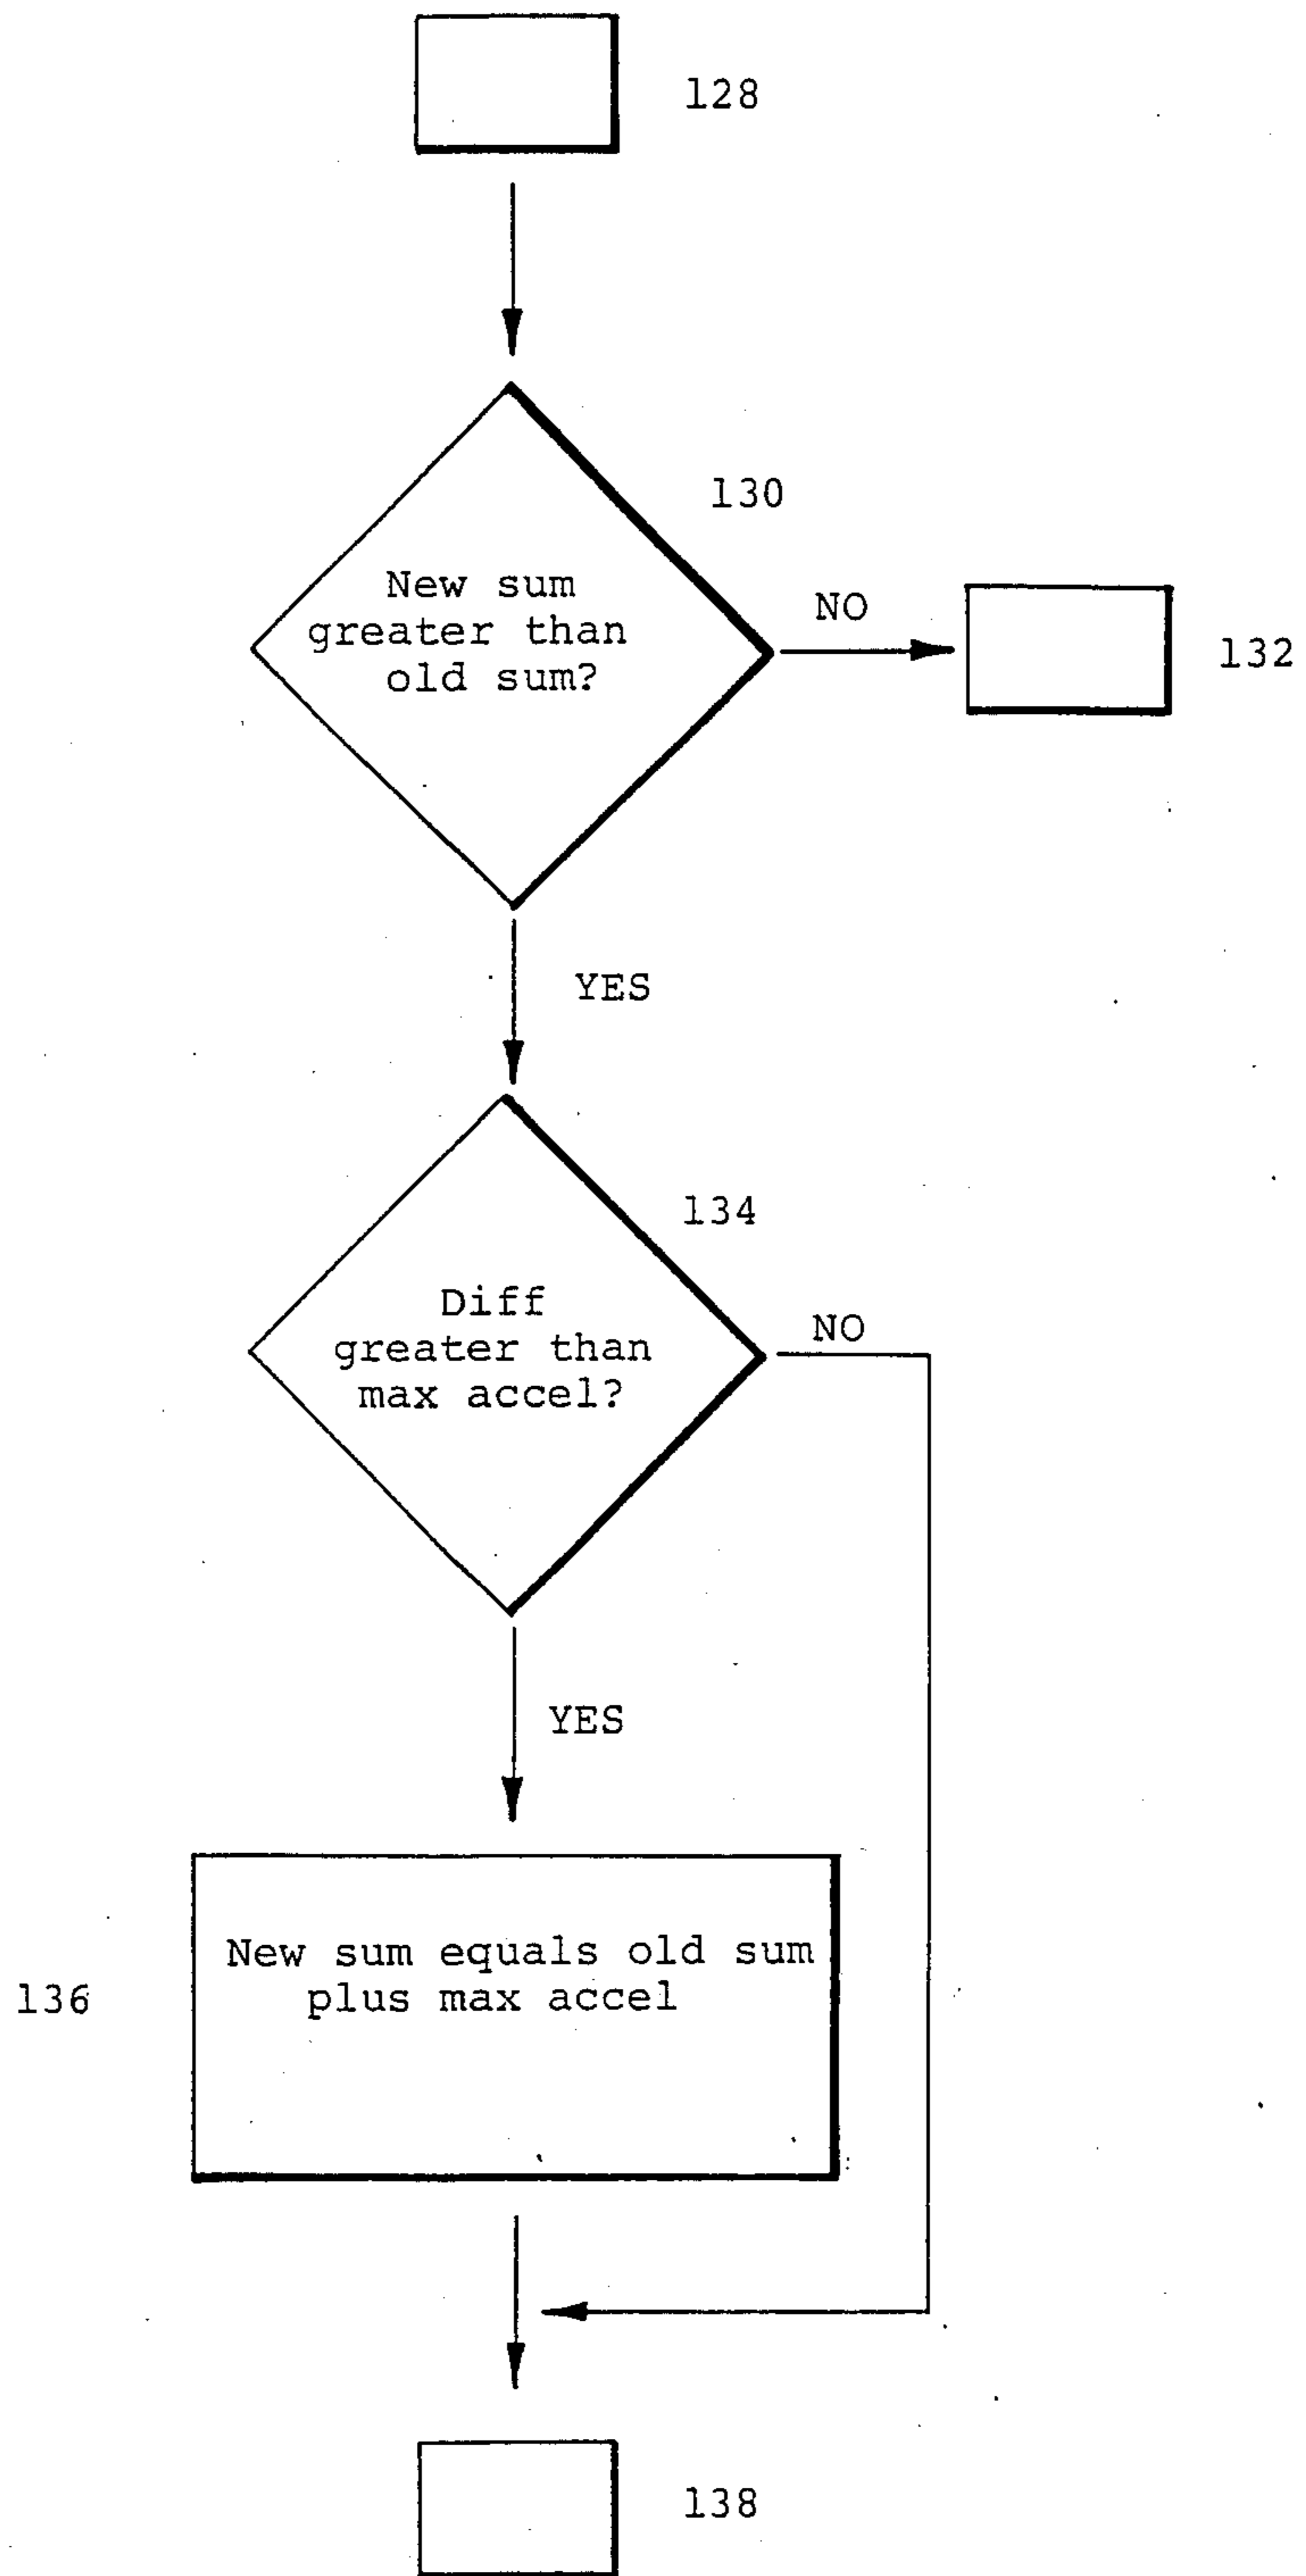 128
130
New sum
greater than
old sum?
NO
132
YES
134
Diff
greater than
max accel?
NO
YES
136
New sum equals old sum
plus max accel
138